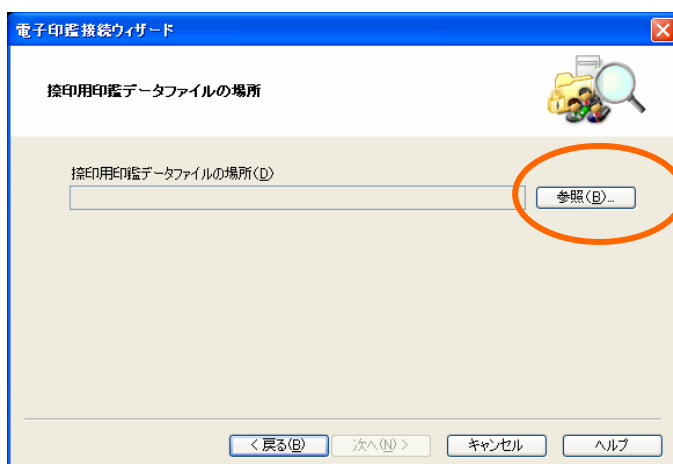 電子印鑑接続ウィザード
捺印用印鑑データファイルの場所
捺印用印鑑データファイルの場所(D)
参照(B)...
< 戻る(B)
次へ(N) >
キャンセル
ヘルプ